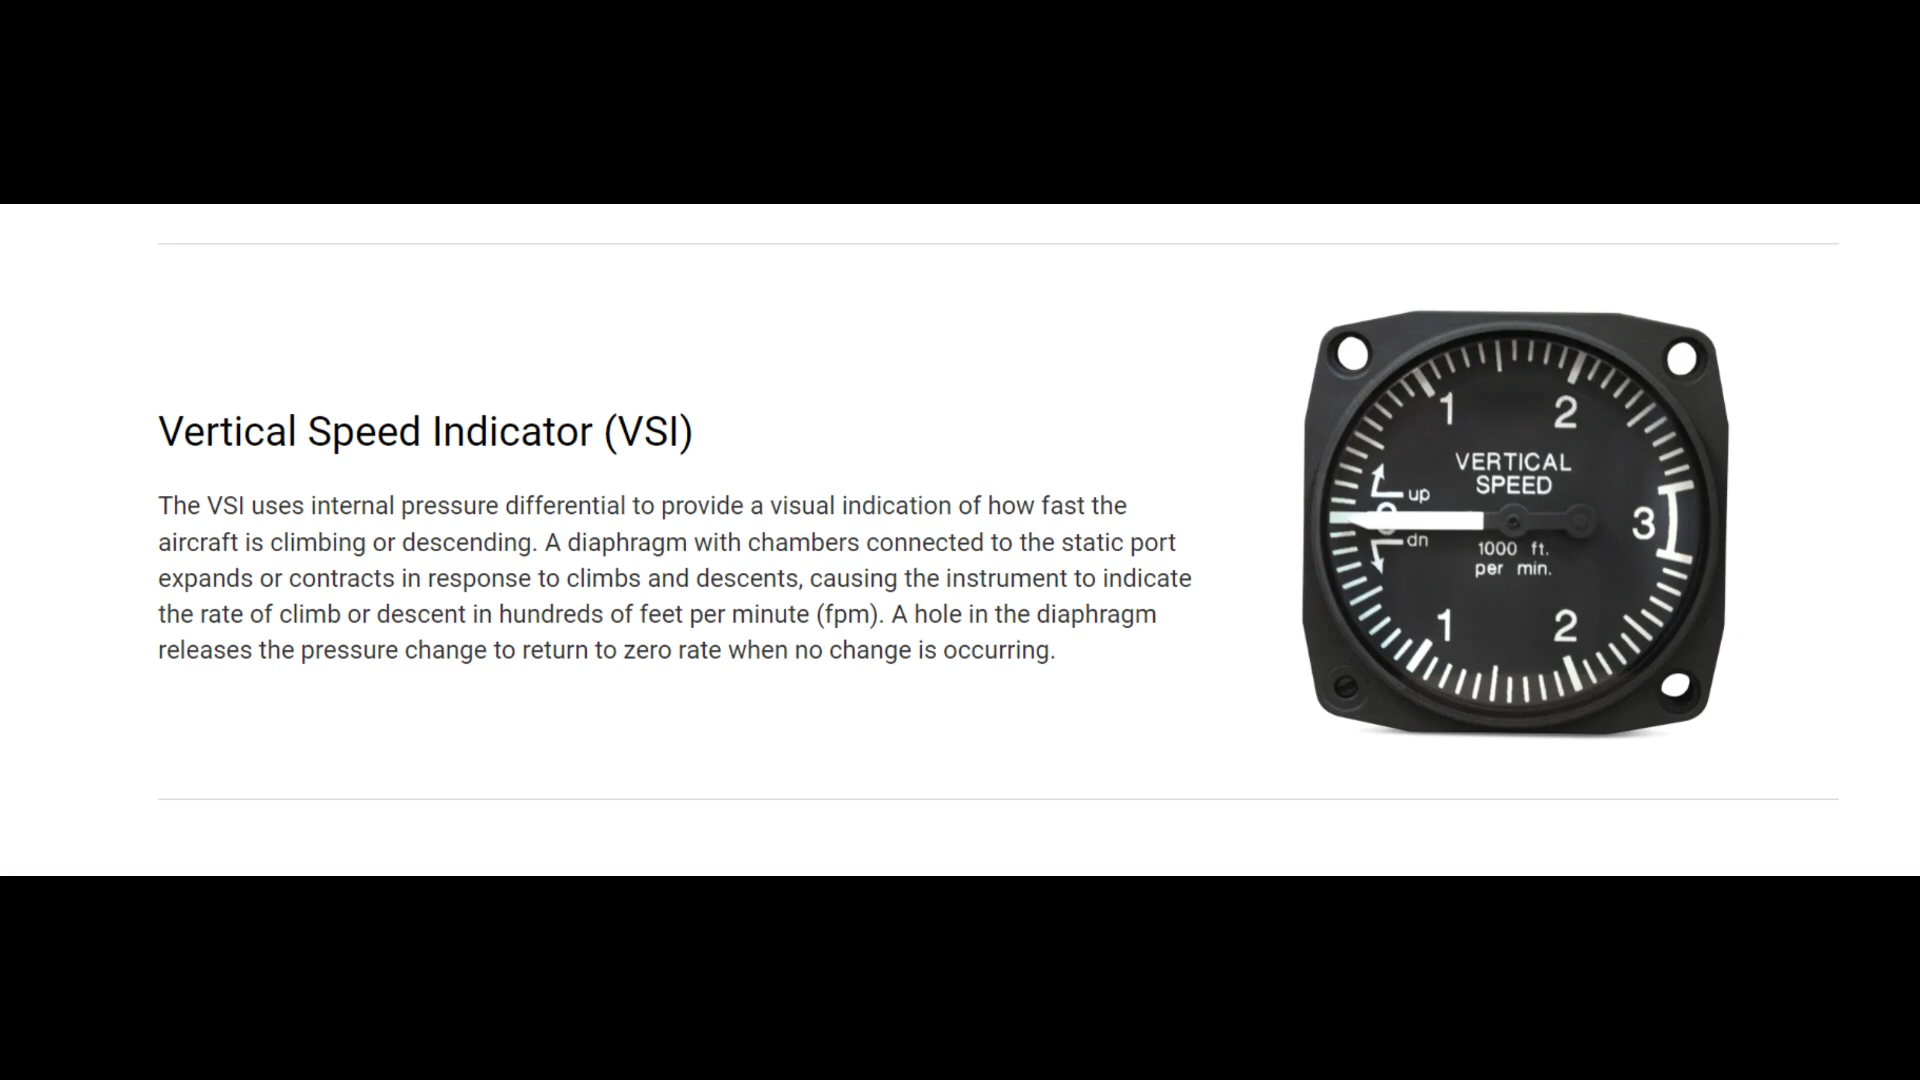 Vertical Speed Indicator (VSI)
The VSI uses internal pressure differential to provide a visual indication of how fast the
aircraft is climbing or descending. A diaphragm with chambers connected to the static port
expands or contracts in response to climbs and descents, causing the instrument to indicate
the rate of climb or descent in hundreds of feet per minute (fpm). A hole in the diaphragm
releases the pressure change to return to zero rate when no change is occurring.
1 2
VERTICAL
SPEED
up
0 3
dn
1000 ft.
per min.
1 2